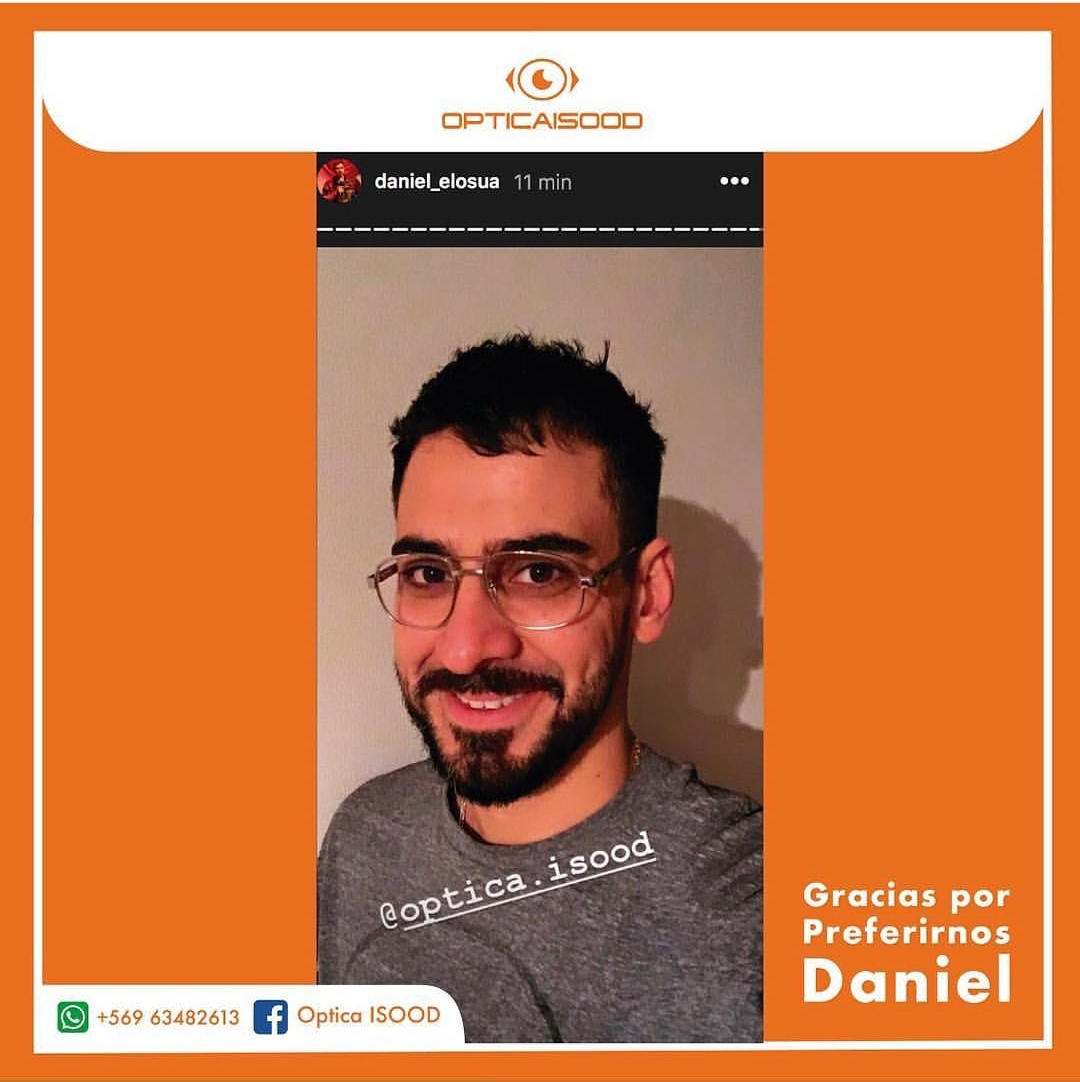 OPTICAISOOD
daniel_elosua 11 min
@optica.isood
Gracias por
Preferirnos
Daniel
+569 63482613 Optica ISOOD